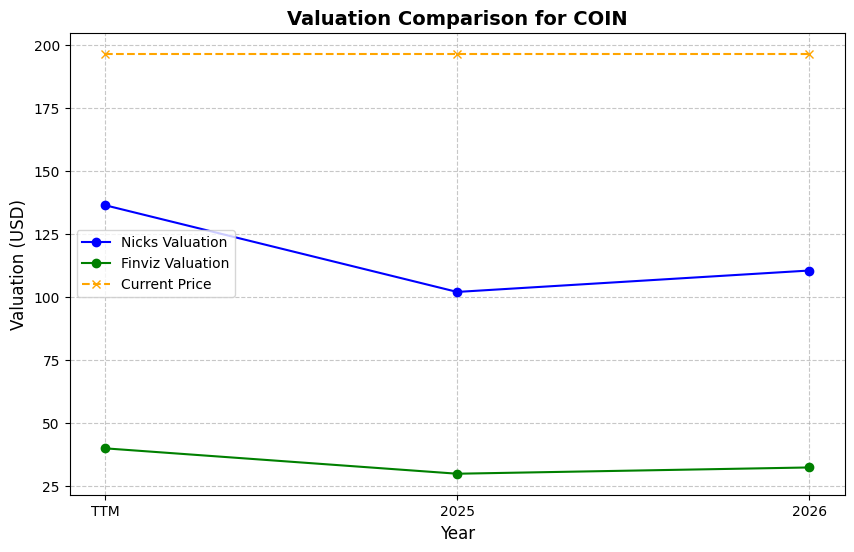 Valuation Comparison for COIN
Valuation (USD)
200
175
150
125
100
75
50
25
Nicks Valuation
Finviz Valuation
Current Price
TTM
2025
2026
Year